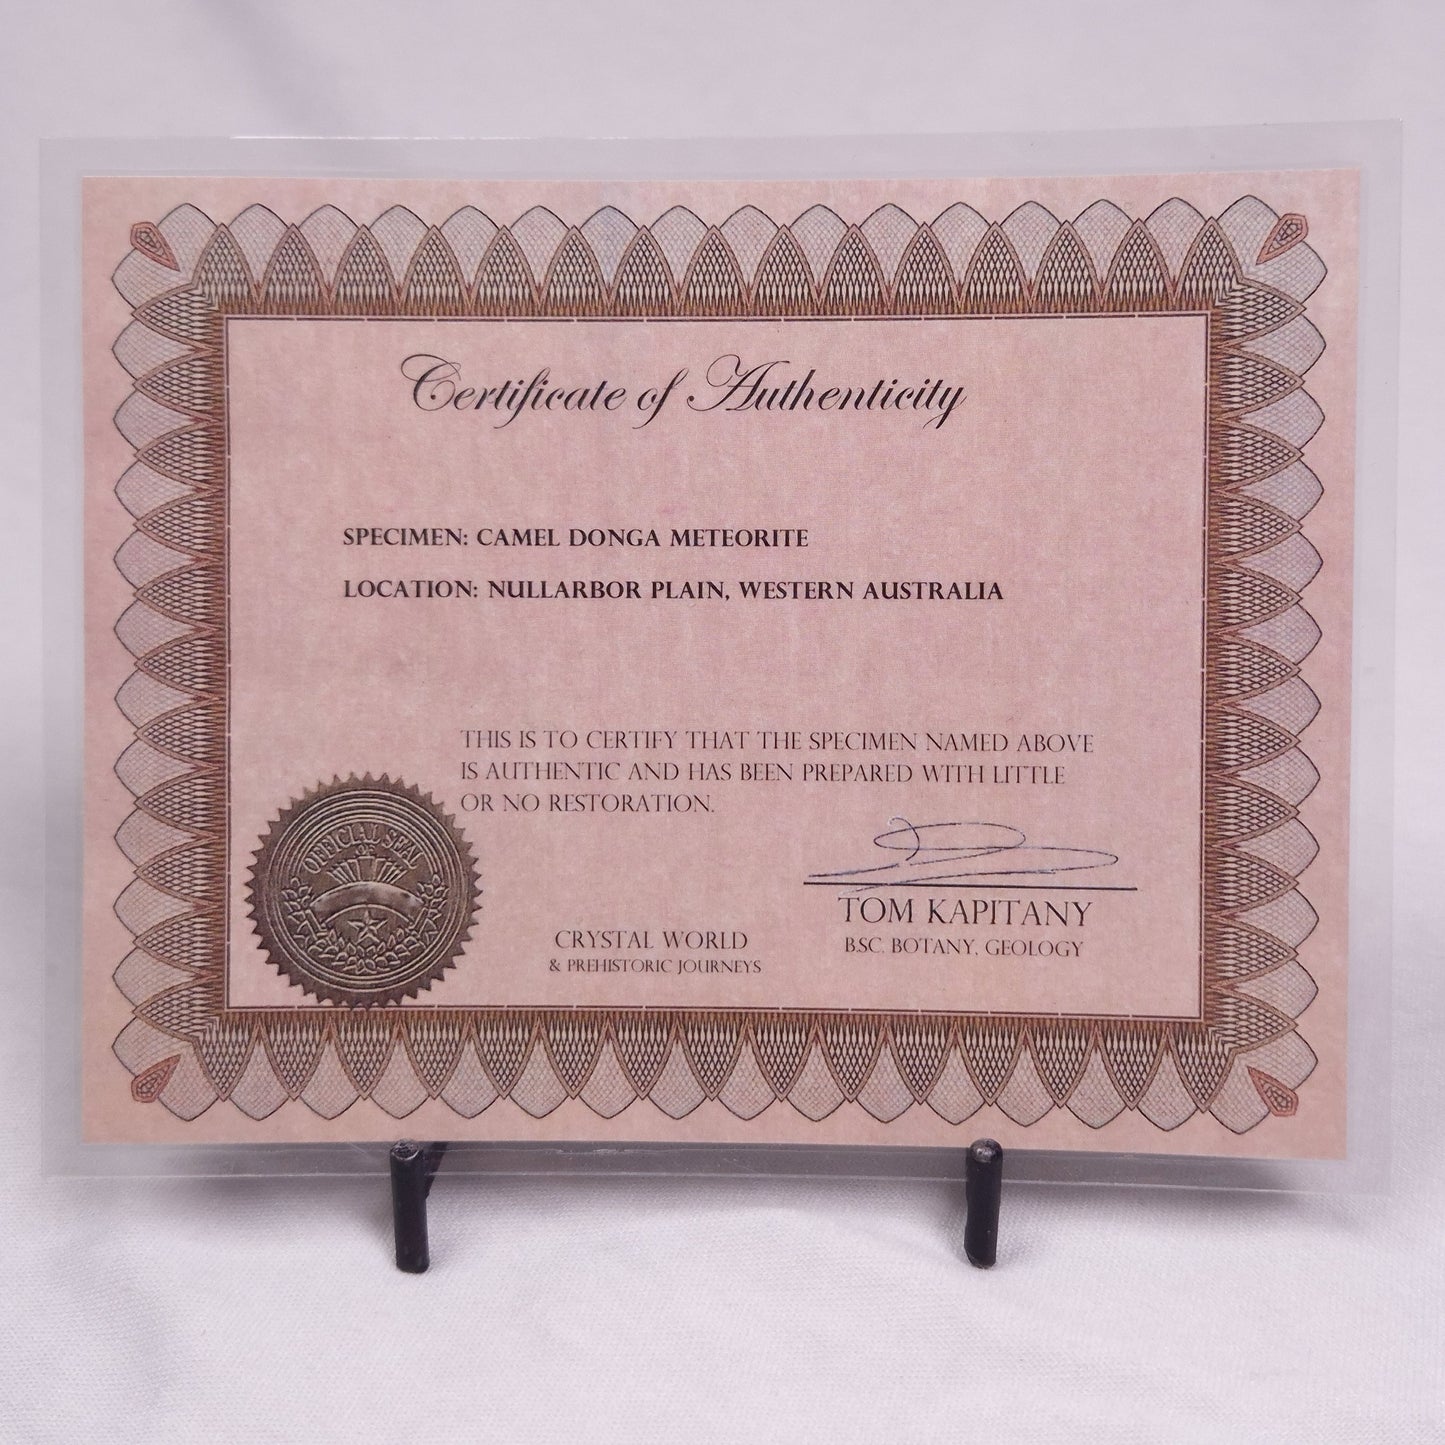 Certificate of Authenticity
SPECIMEN: CAMEL DONGA METEORITE
LOCATION: NULLARBOR PLAIN, WESTERN AUSTRALIA
THIS IS TO CERTIFY THAT THE SPECIMEN NAMED ABOVE
IS AUTHENTIC AND HAS BEEN PREPARED WITH LITTLE
OR NO RESTORATION.
OFFICIAL SEAL
OF
TOM KAPITANY
B.SC. BOTANY, GEOLOGY
CRYSTAL WORLD
& PREHISTORIC JOURNEYS